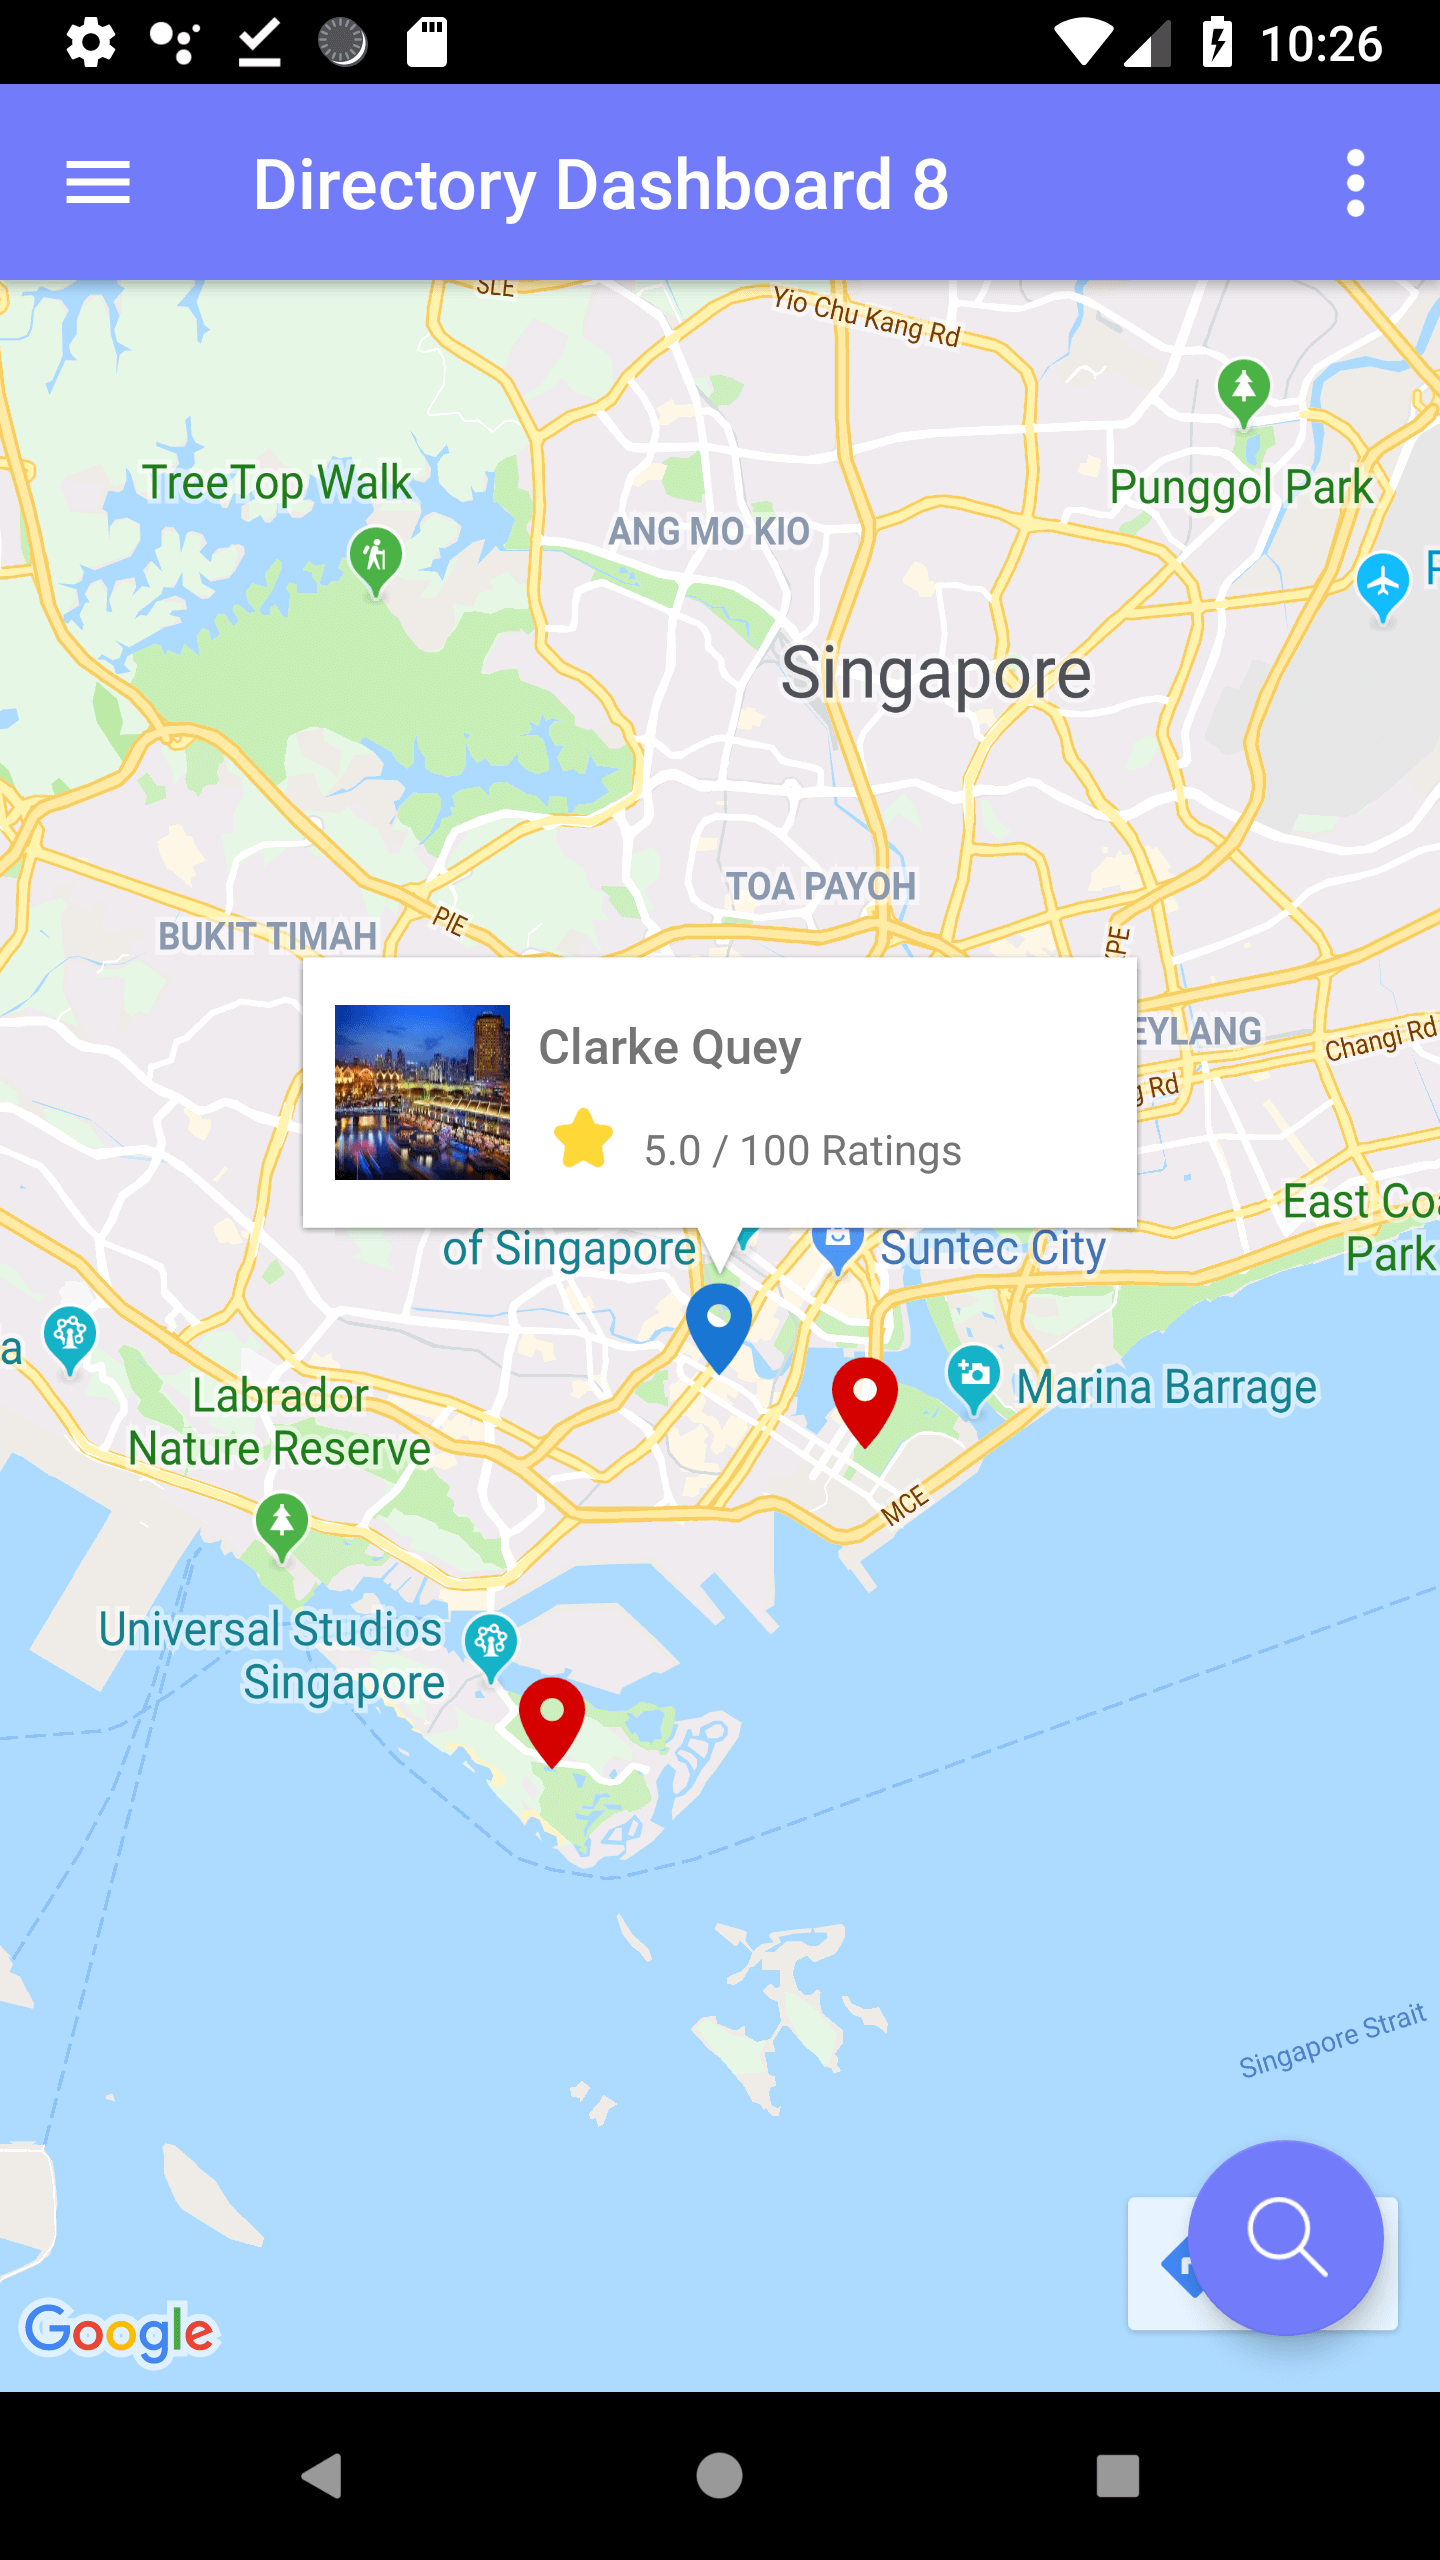 10:26
Directory Dashboard 8
SLE
Yio Chu Kang Rd
TreeTop Walk
Punggol Park
ANG MO KIO
Singapore
TOA PAYOH
BUKIT TIMAH
PIE
KPE
Clarke Quey
5.0 / 100 Ratings
EYLANG
Changi Rd
g Rd
East Co
Park
of Singapore
Suntec City
a
Labrador
Nature Reserve
Marina Barrage
MCE
Universal Studios
Singapore
Singapore Strait
Google